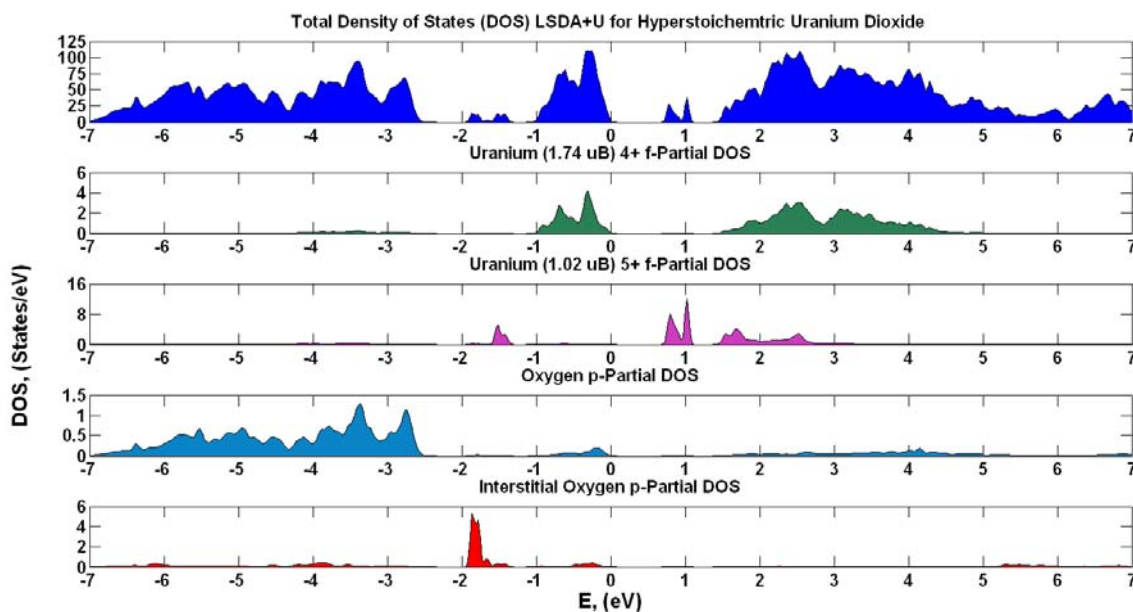 Total Density of States (DOS) LSDA+U for Hyperstoichemtric Uranium Dioxide
125
100
75
50
25
0
-7 -6 -5 -4 -3 -2 -1 0 1 2 3 4 5 6 7
Uranium (1.74 uB) 4+ f-Partial DOS
6
4
2
0
-7 -6 -5 -4 -3 -2 -1 0 1 2 3 4 5 6 7
Uranium (1.02 uB) 5+ f-Partial DOS
16
12
8
4
0
-7 -6 -5 -4 -3 -2 -1 0 1 2 3 4 5 6 7
Oxygen p-Partial DOS
1.5
1
0.5
0
-7 -6 -5 -4 -3 -2 -1 0 1 2 3 4 5 6 7
Interstitial Oxygen p-Partial DOS
6
4
2
0
-7 -6 -5 -4 -3 -2 -1 0 1 2 3 4 5 6 7
DOS, (States/eV)
E, (eV)